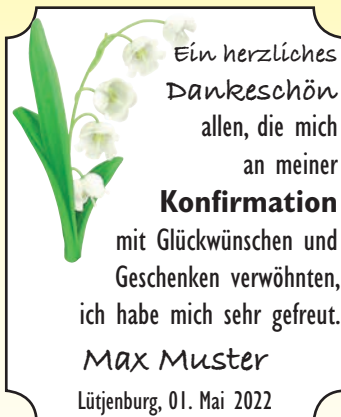 Ein herzliches
Dankeschön
allen, die mich
an meiner
Konfirmation
mit Glückwünschen und
Geschenken verwöhnten,
ich habe mich sehr gefreut.
Max Muster
Lütjenburg, 01. Mai 2022